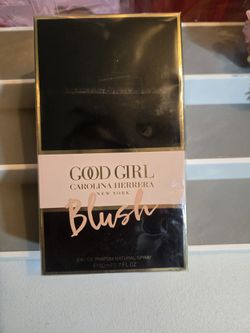 GOOD GIRL
CAROLINA HERRERA
NEW YORK
Blush
EAU DE PARFUM NATURAL SPRAY